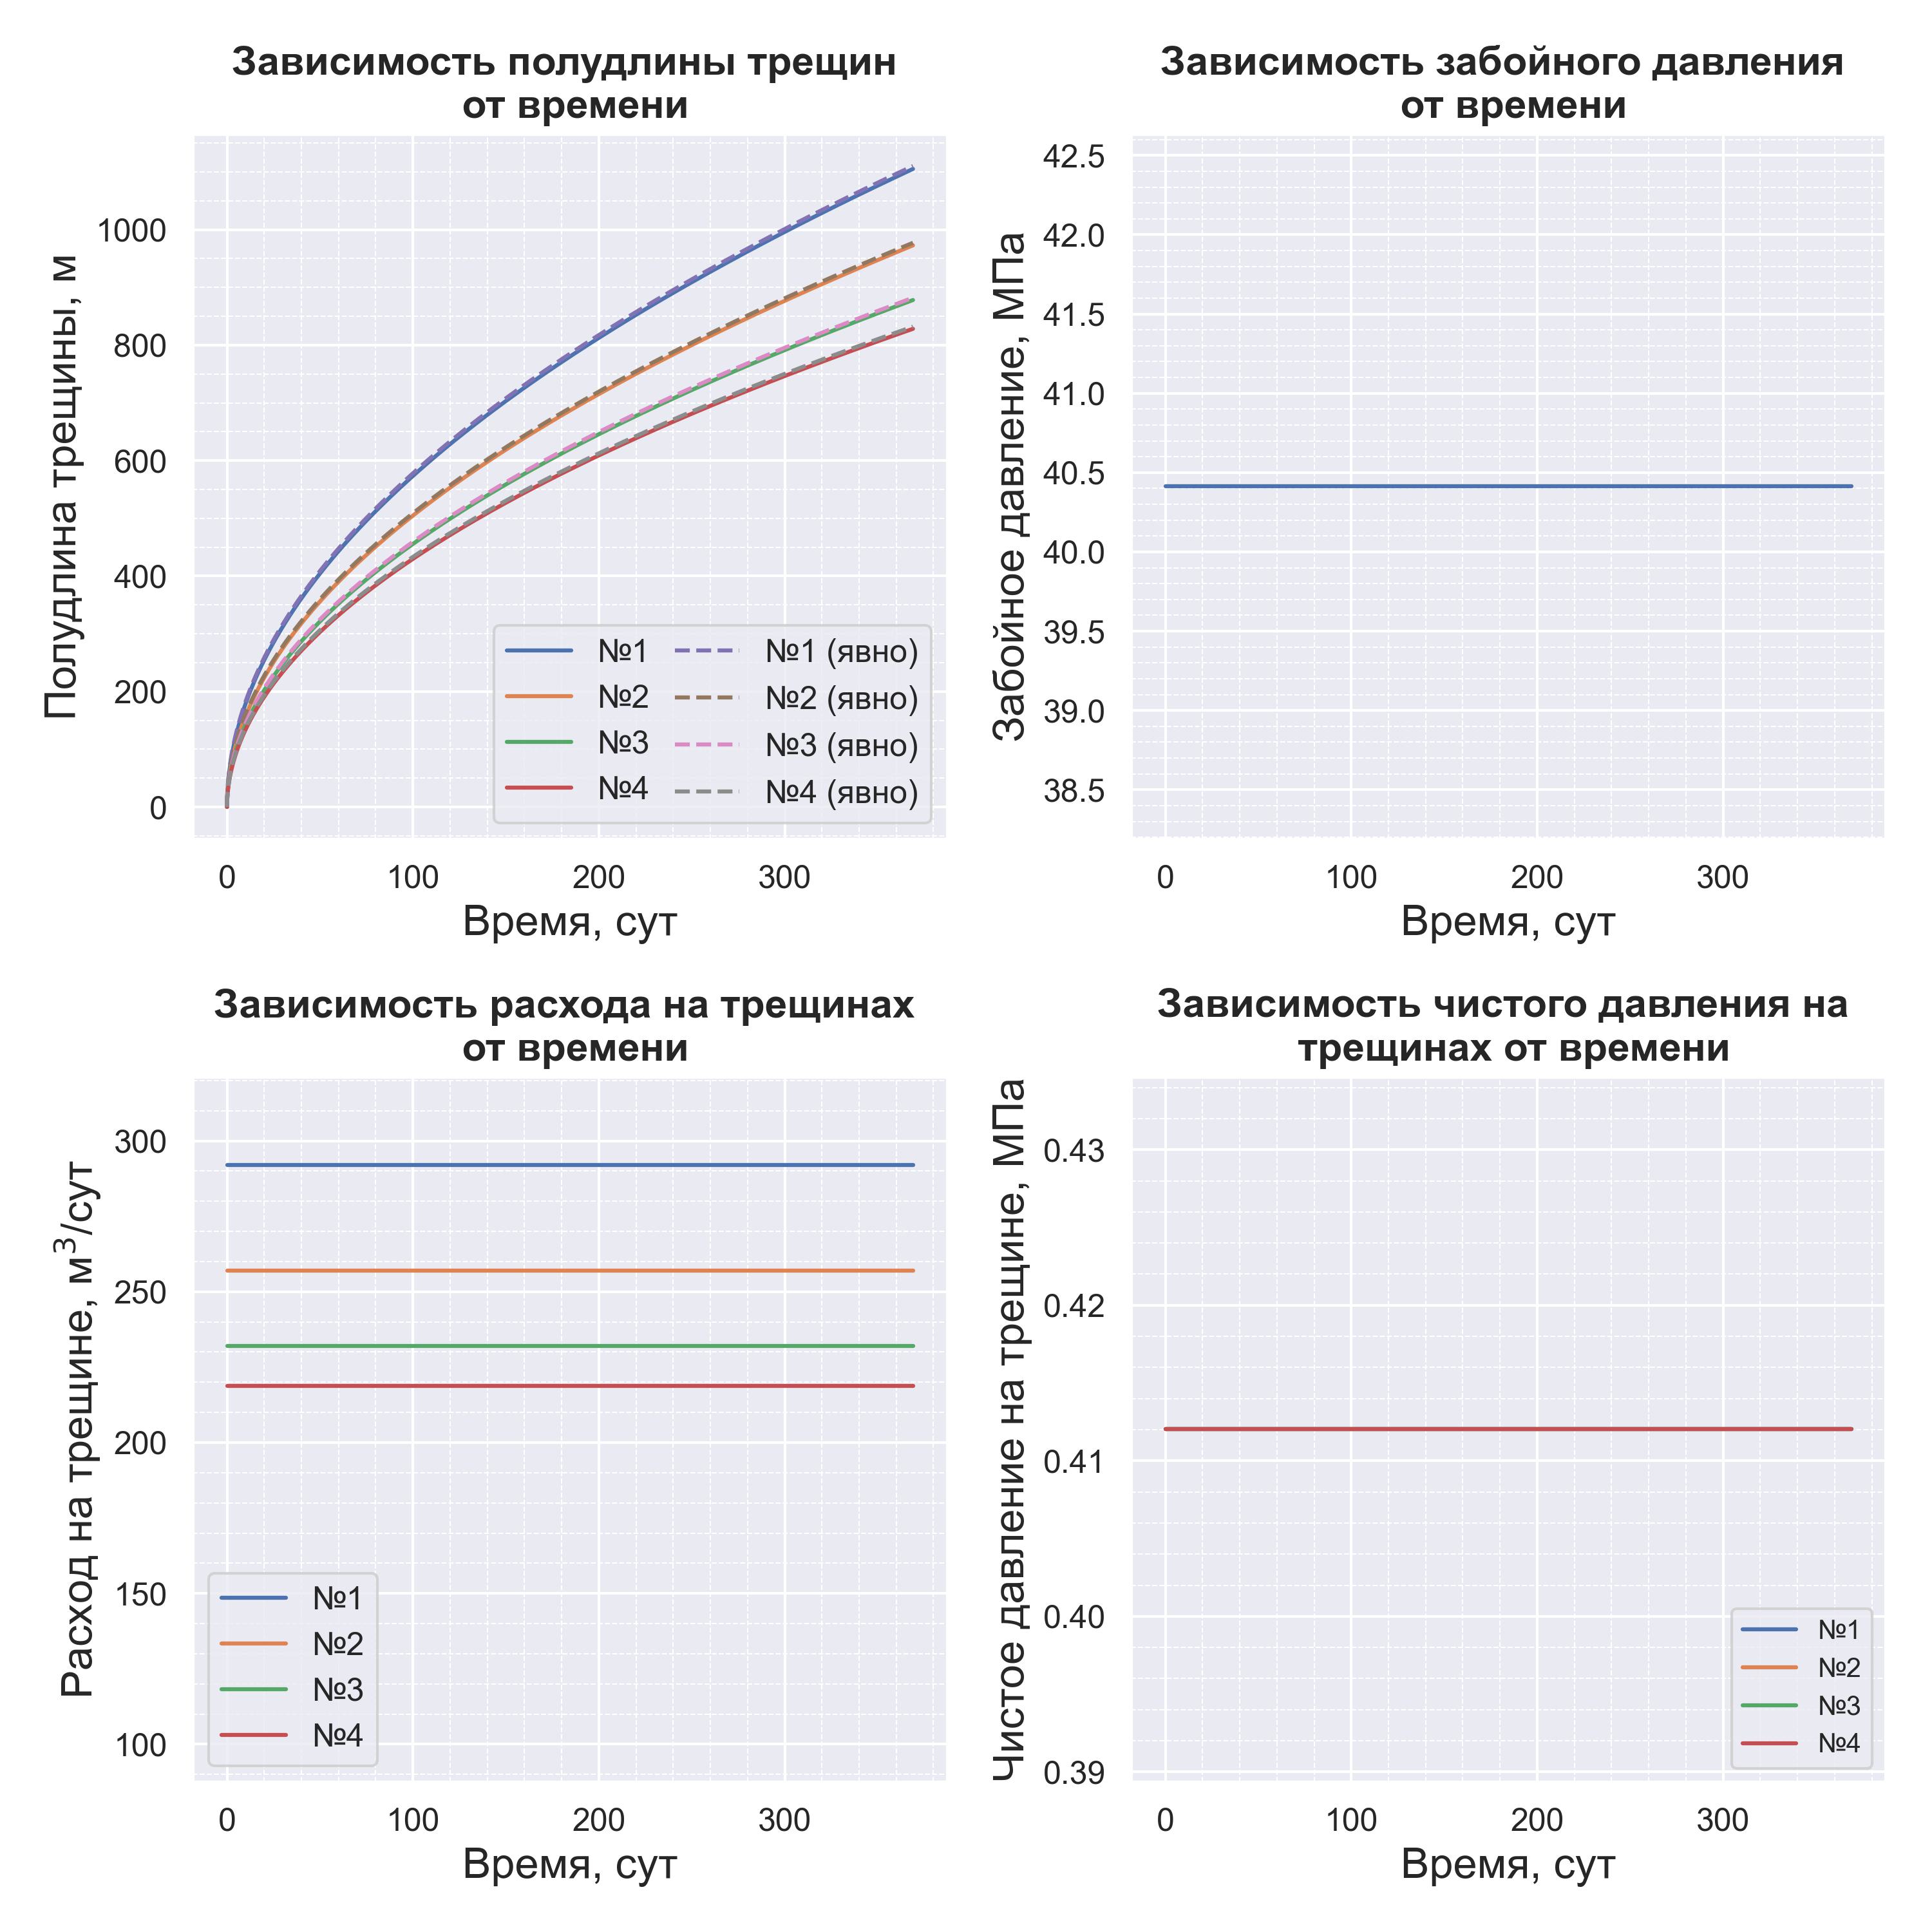 Зависимость полудлины трещин
от времени
Полудлина трещины, м
1000
800
600
400
200
0
№1
№2
№3
№4
№1 (явно)
№2 (явно)
№3 (явно)
№4 (явно)
0 100 200 300
Время, сут
Зависимость забойного давления
от времени
Забойное давление, МПа
42.5
42.0
41.5
41.0
40.5
40.0
39.5
39.0
38.5
0 100 200 300
Время, сут
Зависимость расхода на трещинах
от времени
Расход на трещине, м³/сут
300
250
200
150
100
№1
№2
№3
№4
0 100 200 300
Время, сут
Зависимость чистого давления на
трещинах от времени
Чистое давление на трещине, МПа
0.43
0.42
0.41
0.40
0.39
№1
№2
№3
№4
0 100 200 300
Время, сут